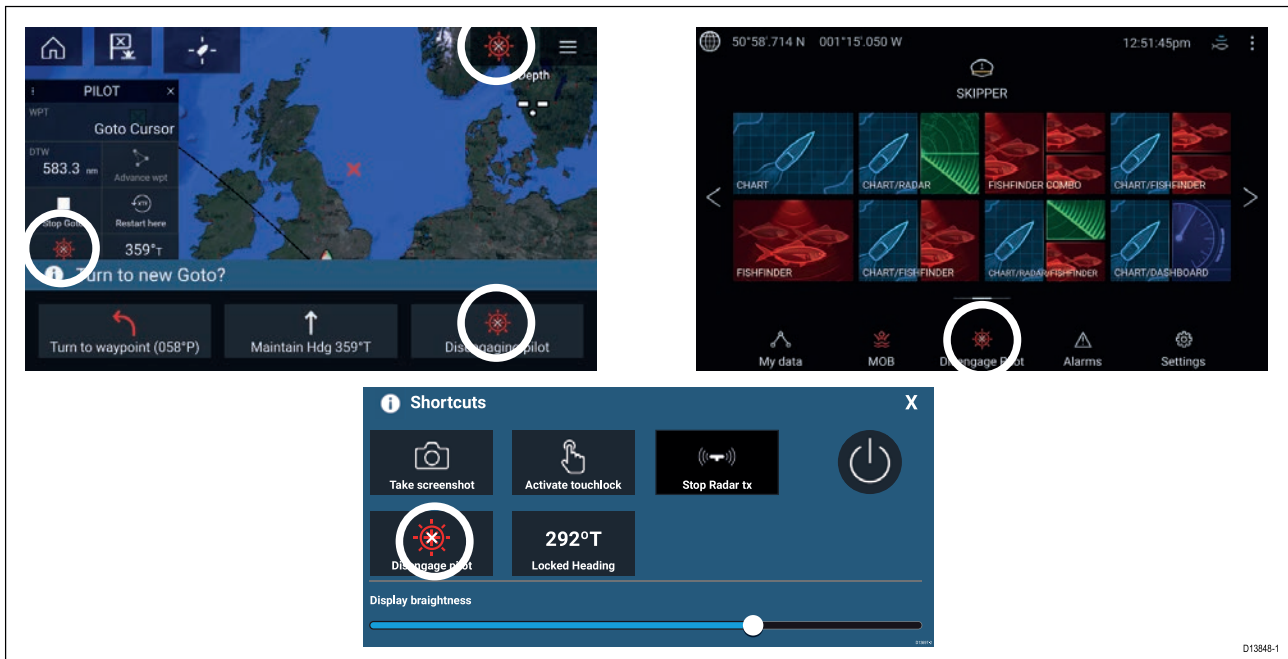 Depth
PILOT ×
WPT
Goto Cursor
DTW
583.3 nm
Advance wpt
Stop Goto
Restart here
359°T
Turn to new Goto?
Turn to waypoint (058°P)
Maintain Hdg 359°T
Disengaging pilot
50°58'.714 N 001°15'.050 W
12:51:45pm
SKIPPER
CHART
CHART/RADAR
FISHFINDER COMBO
CHART/FISHFINDER
FISHFINDER
CHART/FISHFINDER
CHART/RADAR/FISHFINDER
CHART/DASHBOARD
My data
MOB
Disengage Pilot
Alarms
Settings
Shortcuts X
Take screenshot
Activate touchlock
Stop Radar tx
Disengage pilot
292°T
Locked Heading
Display braightness
D13848-1